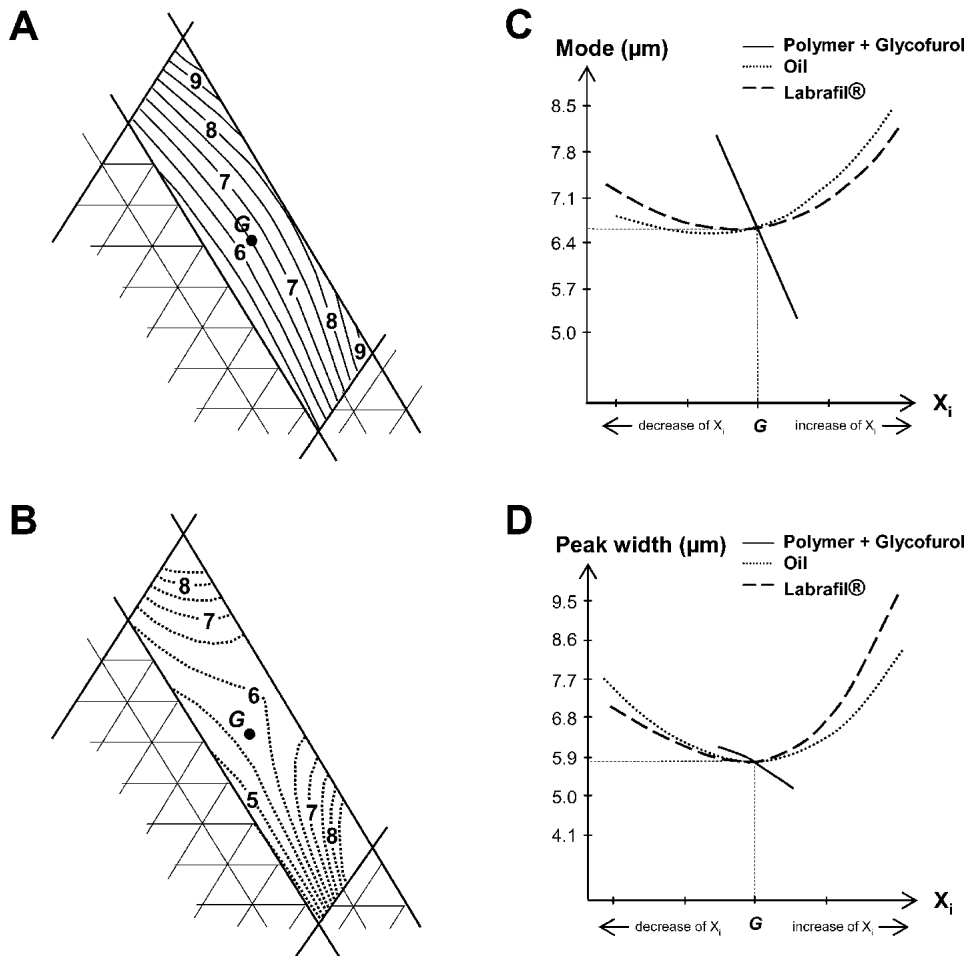 A
9
8
7
G
6
7
8
9
C
Mode (µm)
Polymer + Glycofurol
Oil
Labrafil®
8.5
7.8
7.1
6.4
5.7
5.0
Xi
decrease of Xi G increase of Xi
B
8
7
6
G
5
7
8
D
Peak width (µm)
Polymer + Glycofurol
Oil
Labrafil®
9.5
8.6
7.7
6.8
5.9
5.0
4.1
Xi
decrease of Xi G increase of Xi